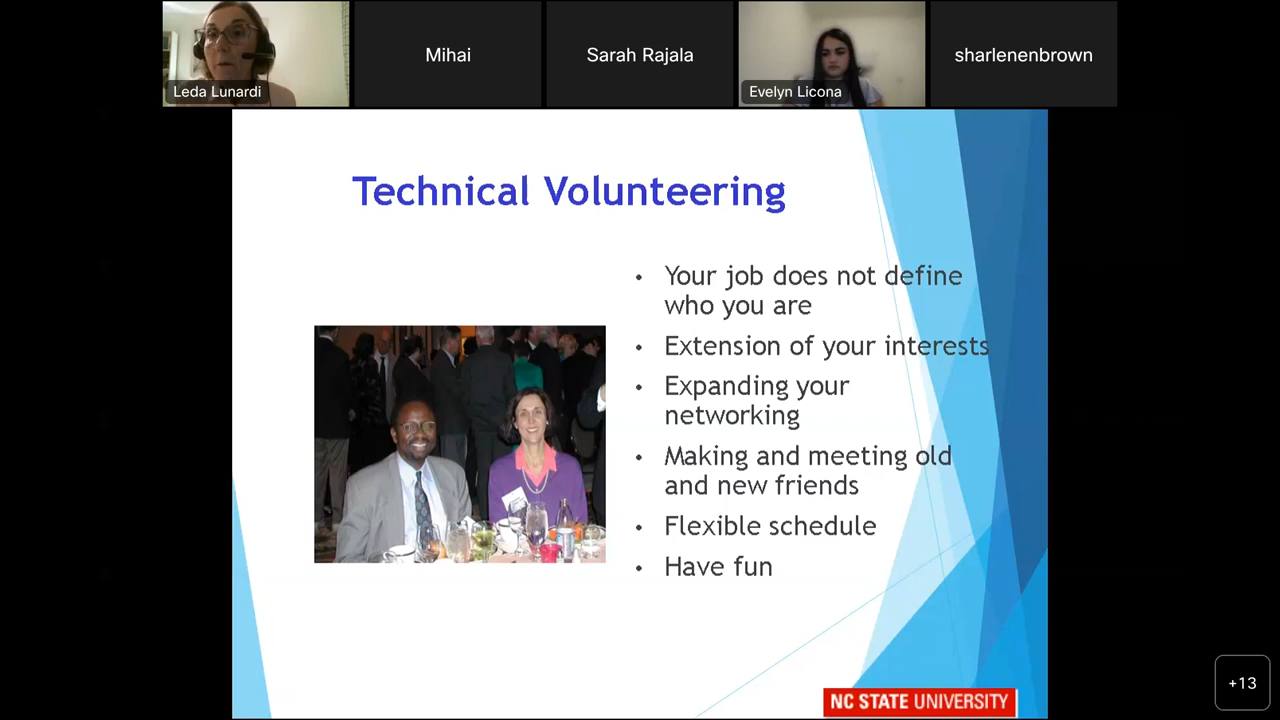 Leda Lunardi
Mihai
Sarah Rajala
Evelyn Licona
sharlenenbrown
Technical Volunteering
• Your job does not define
who you are
• Extension of your interests
• Expanding your
networking
• Making and meeting old
and new friends
• Flexible schedule
• Have fun
NC STATE UNIVERSITY
+13